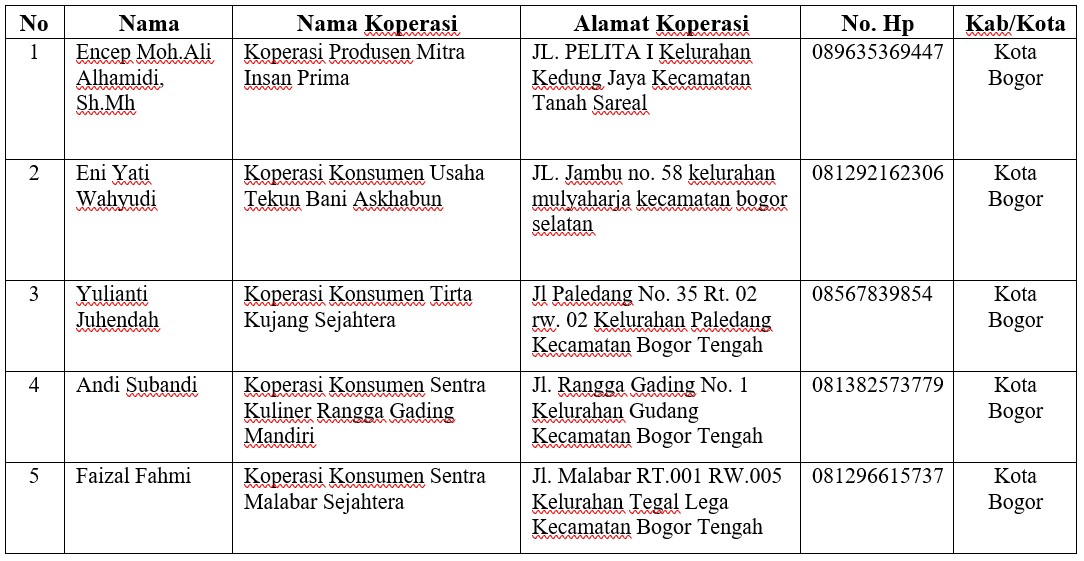 No Nama Nama Koperasi Alamat Koperasi No. Hp Kab/Kota
1 Encep Moh.Ali Koperasi Produsen Mitra JL. PELITA I Kelurahan 089635369447 Kota
Alhamidi, Insan Prima Kedung Jaya Kecamatan Bogor
Sh.Mh Tanah Sareal
2 Eni Yati Koperasi Konsumen Usaha JL. Jambu no. 58 kelurahan 081292162306 Kota
Wahyudi Tekun Bani Askhabun mulyaharja kecamatan bogor Bogor
selatan
3 Yulianti Koperasi Konsumen Tirta Jl Paledang No. 35 Rt. 02 08567839854 Kota
Juhendah Kujang Sejahtera rw. 02 Kelurahan Paledang Bogor
Kecamatan Bogor Tengah
4 Andi Subandi Koperasi Konsumen Sentra Jl. Rangga Gading No. 1 081382573779 Kota
Kuliner Rangga Gading Kelurahan Gudang Bogor
Mandiri Kecamatan Bogor Tengah
5 Faizal Fahmi Koperasi Konsumen Sentra Jl. Malabar RT.001 RW.005 081296615737 Kota
Malabar Sejahtera Kelurahan Tegal Lega Bogor
Kecamatan Bogor Tengah